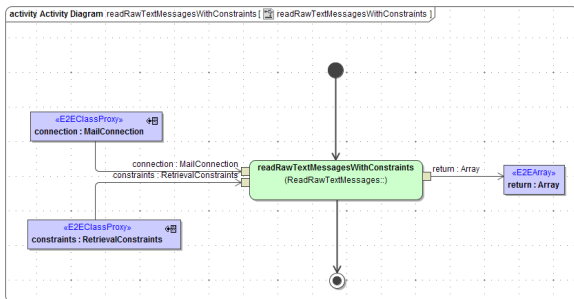 activity Activity Diagram readRawTextMessagesWithConstraints [ readRawTextMessagesWithConstraints ]
«E2EClassProxy»
connection : MailConnection
connection : MailConnection
constraints : RetrievalConstraints
readRawTextMessagesWithConstraints
(ReadRawTextMessages::)
return : Array
«E2EArray»
return : Array
«E2EClassProxy»
constraints : RetrievalConstraints